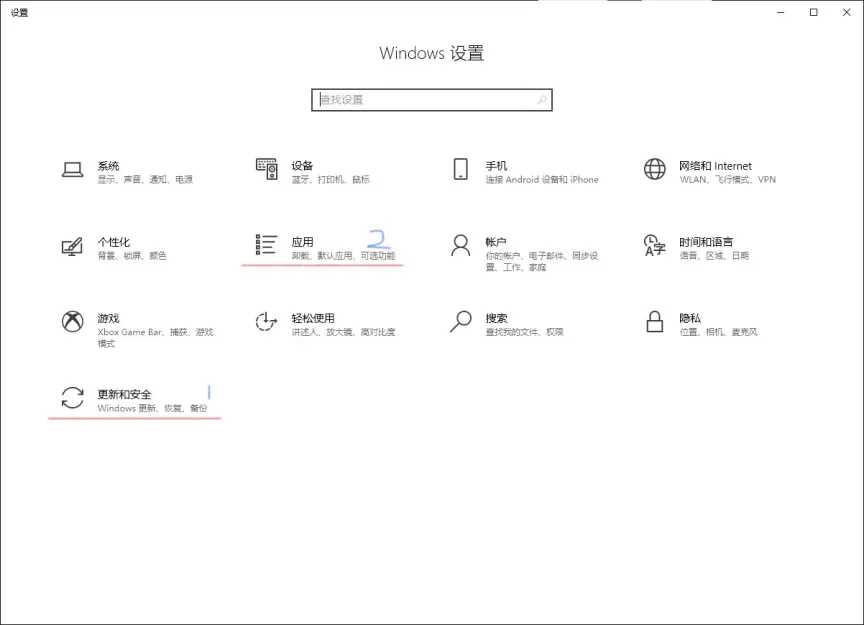 设置
Windows 设置
查找设置
系统
显示、声音、通知、电源
设备
蓝牙、打印机、鼠标
手机
连接 Android 设备和 iPhone
网络和 Internet
WLAN、飞行模式、VPN
个性化
背景、锁屏、颜色
应用
2
卸载、默认应用、可选功能
帐户
你的帐户、电子邮件、同步设
置、工作、家庭
时间和语言
语音、区域、日期
游戏
Xbox Game Bar、捕获、游戏
模式
轻松使用
讲述人、放大镜、高对比度
搜索
查找我的文件、权限
隐私
位置、相机、麦克风
更新和安全
1
Windows 更新、恢复、备份